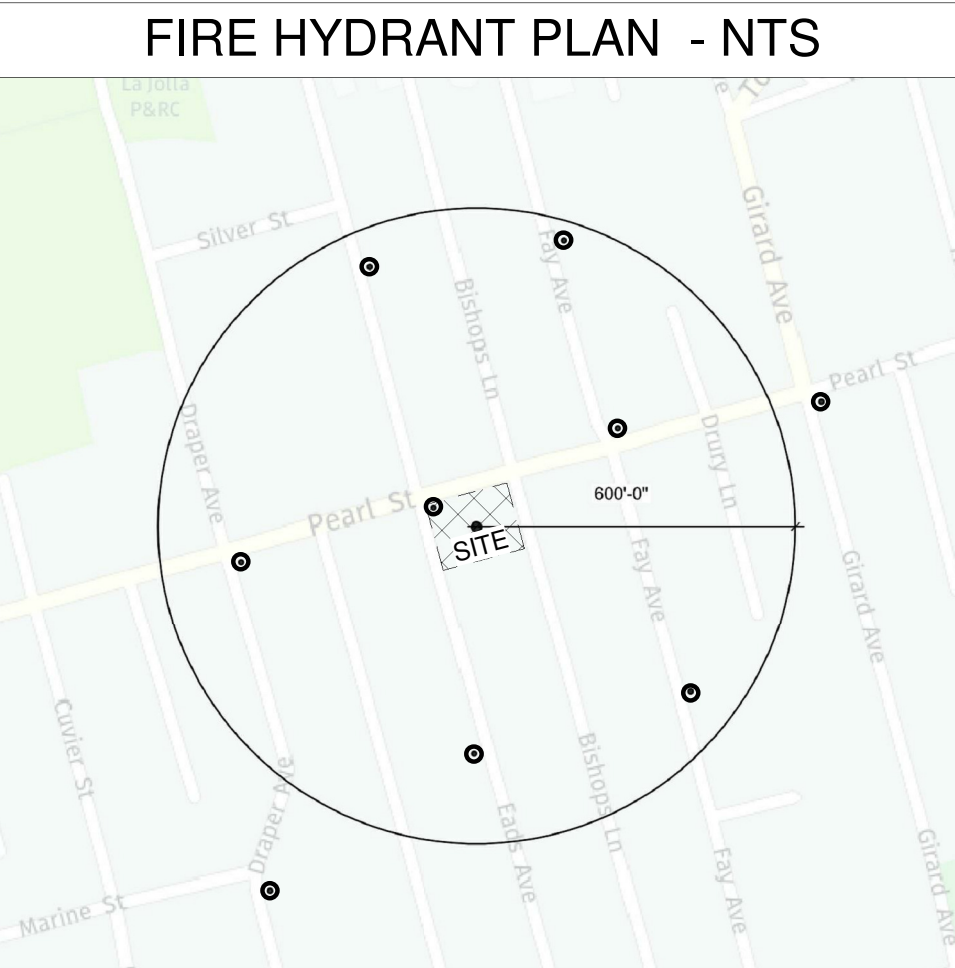 FIRE HYDRANT PLAN - NTS
La Jolla
P&RC
Silver St
Fay Ave
Girard Ave
Bishops Ln
Pearl St
Draper Ave
Drury Ln
Pearl St
600'-0"
SITE
Fay Ave
Girard Ave
Cuvier St
Bishops Ln
Draper Ave
Eads Ave
Fay Ave
Girard Ave
Marine St